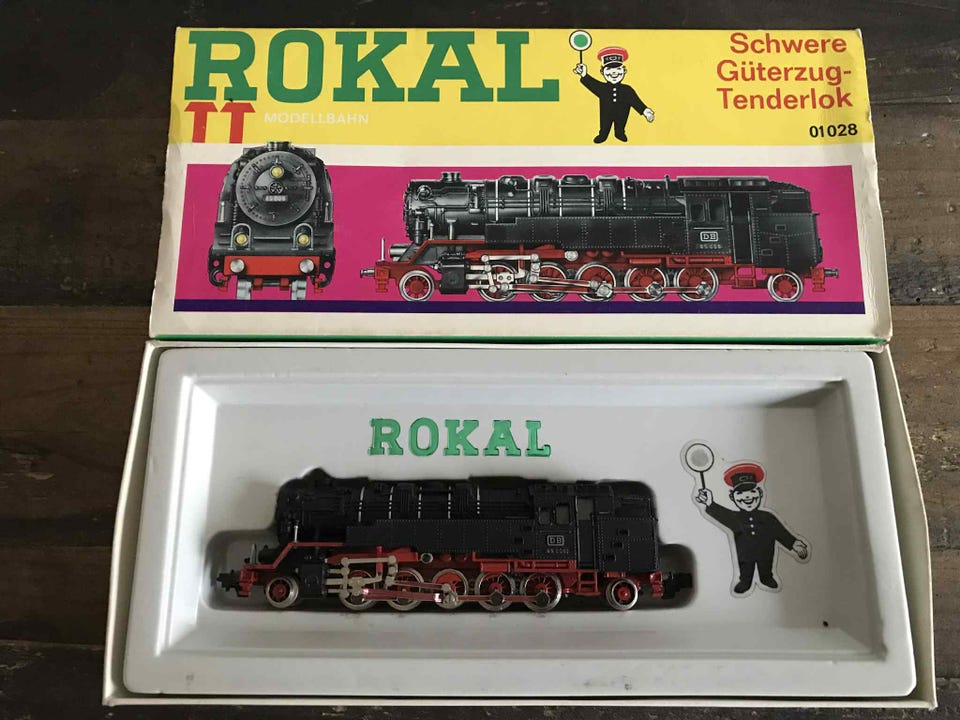 ROKAL
TT MODELLBAHN
Schwere
Güterzug-
Tenderlok
01028
DB
ROKAL
DB